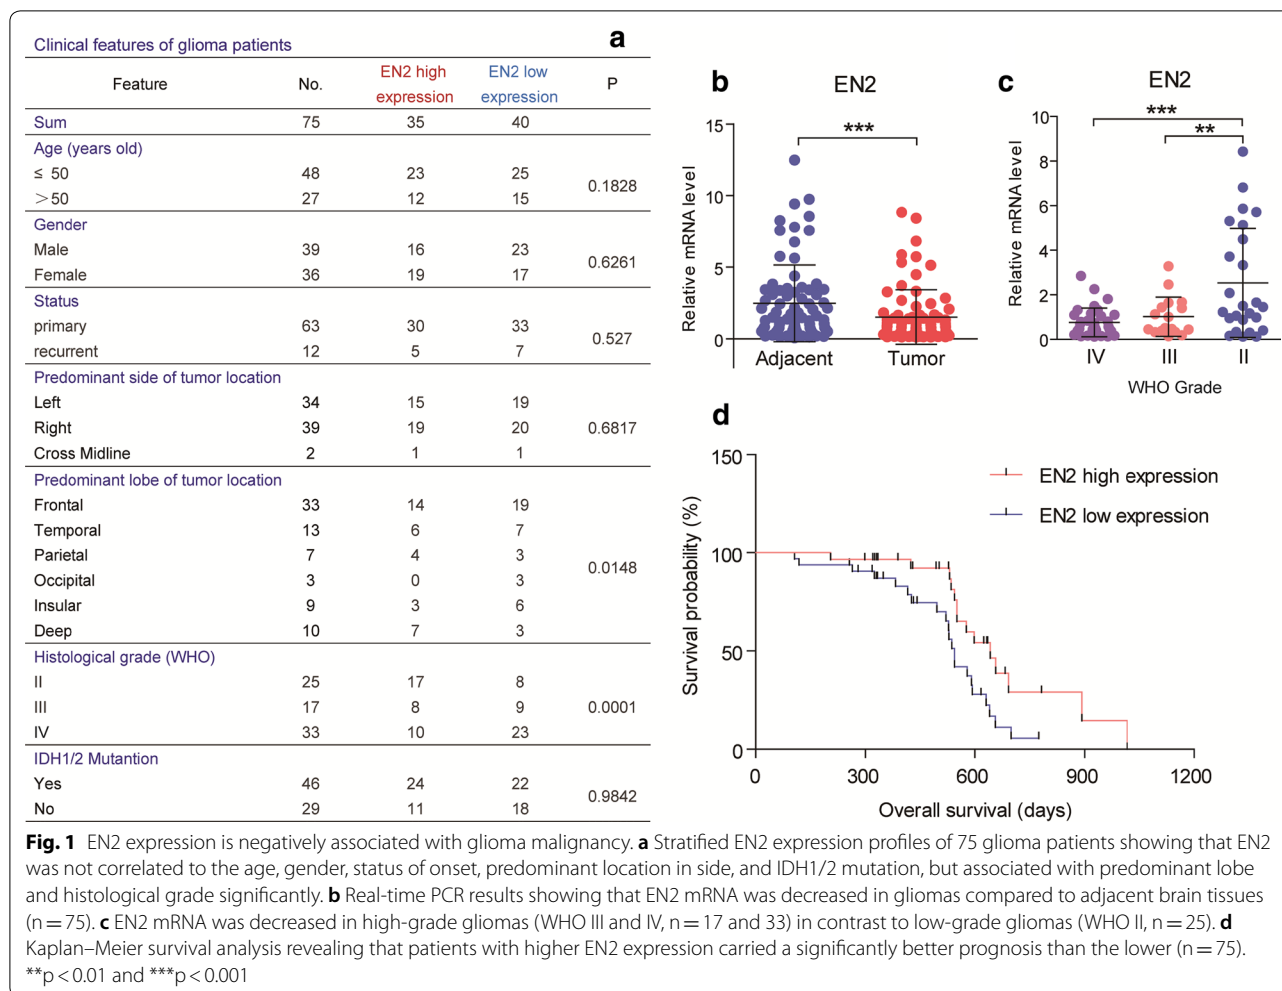 a
Clinical features of glioma patients
Feature No. EN2 high expression EN2 low expression P
Sum 75 35 40
Age (years old)
≤ 50 48 23 25
>50 27 12 15
0.1828
Gender
Male 39 16 23
Female 36 19 17
0.6261
Status
primary 63 30 33
recurrent 12 5 7
0.527
Predominant side of tumor location
Left 34 15 19
Right 39 19 20
0.6817
Cross Midline 2 1 1
Predominant lobe of tumor location
Frontal 33 14 19
Temporal 13 6 7
Parietal 7 4 3
0.0148
Occipital 3 0 3
Insular 9 3 6
Deep 10 7 3
Histological grade (WHO)
II 25 17 8
III 17 8 9
0.0001
IV 33 10 23
IDH1/2 Mutantion
Yes 46 24 22
0.9842
No 29 11 18
b
EN2
***
Relative mRNA level
15
10
5
0
Adjacent Tumor
c
EN2
***
**
Relative mRNA level
10
8
6
4
2
0
IV III II
WHO Grade
d
EN2 high expression
EN2 low expression
Survival probability (%)
150
100
50
0
0 300 600 900 1200
Overall survival (days)
Fig. 1 EN2 expression is negatively associated with glioma malignancy. a Stratified EN2 expression profiles of 75 glioma patients showing that EN2
was not correlated to the age, gender, status of onset, predominant location in side, and IDH1/2 mutation, but associated with predominant lobe
and histological grade significantly. b Real-time PCR results showing that EN2 mRNA was decreased in gliomas compared to adjacent brain tissues
(n = 75). c EN2 mRNA was decreased in high-grade gliomas (WHO III and IV, n = 17 and 33) in contrast to low-grade gliomas (WHO II, n = 25). d
Kaplan–Meier survival analysis revealing that patients with higher EN2 expression carried a significantly better prognosis than the lower (n = 75).
**p < 0.01 and ***p < 0.001